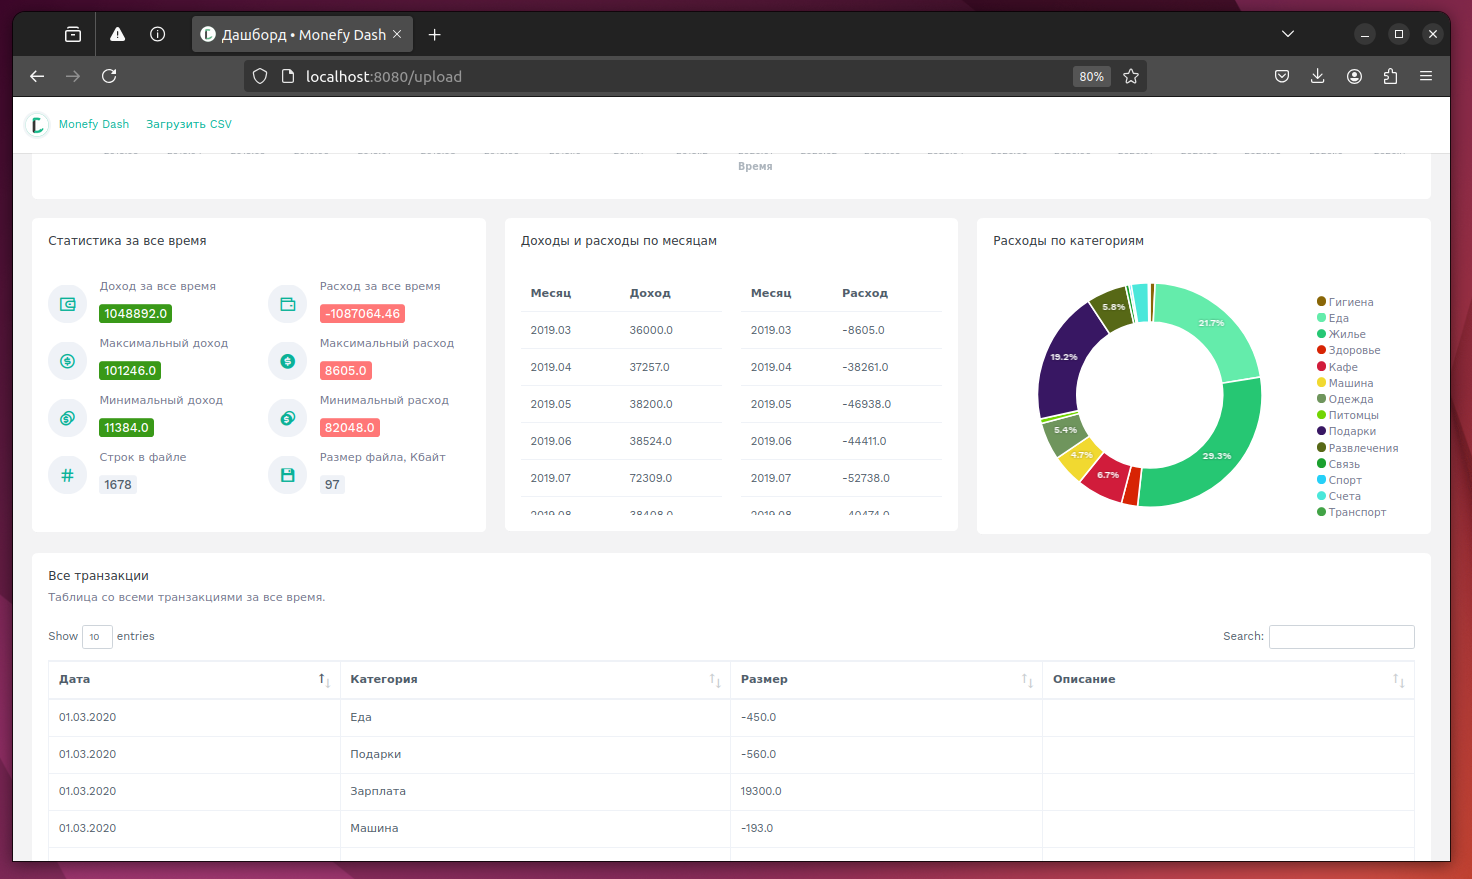 Дашборд • Monefy Dash
localhost:8080/upload
80%
Monefy Dash
Загрузить CSV
Время
Статистика за все время
Доход за все время
1048892.0
Расход за все время
-1087064.46
Максимальный доход
101246.0
Максимальный расход
8605.0
Минимальный доход
11384.0
Минимальный расход
82048.0
Строк в файле
1678
Размер файла, Кбайт
97
Доходы и расходы по месяцам
Месяц Доход Месяц Расход
2019.03 36000.0 2019.03 -8605.0
2019.04 37257.0 2019.04 -38261.0
2019.05 38200.0 2019.05 -46938.0
2019.06 38524.0 2019.06 -44411.0
2019.07 72309.0 2019.07 -52738.0
2019.08 38408.0 2019.08 -40474.0
Расходы по категориям
5.8%
21.7%
19.2%
5.4%
4.7%
6.7%
29.3%
Гигиена
Еда
Жилье
Здоровье
Кафе
Машина
Одежда
Питомцы
Подарки
Развлечения
Связь
Спорт
Счета
Транспорт
Все транзакции
Таблица со всеми транзакциями за все время.
Show 10 entries
Search:
Дата Категория Размер Описание
01.03.2020 Еда -450.0
01.03.2020 Подарки -560.0
01.03.2020 Зарплата 19300.0
01.03.2020 Машина -193.0